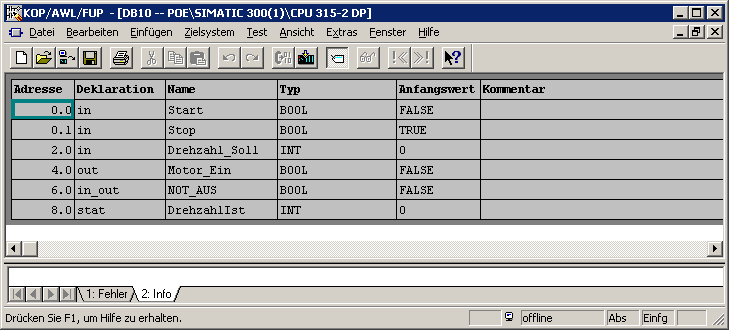 KOP/AWL/FUP - [DB10 -- POE\SIMATIC 300(1)\CPU 315-2 DP]
Datei Bearbeiten Einfügen Zielsystem Test Ansicht Extras Fenster Hilfe
Adresse Deklaration Name Typ Anfangswert Kommentar
0.0 in Start BOOL FALSE
0.1 in Stop BOOL TRUE
2.0 in Drehzahl_Soll INT 0
4.0 out Motor_Ein BOOL FALSE
6.0 in_out NOT_AUS BOOL FALSE
8.0 stat DrehzahlIst INT 0
1: Fehler 2: Info
Drücken Sie F1, um Hilfe zu erhalten. offline Abs Einfg